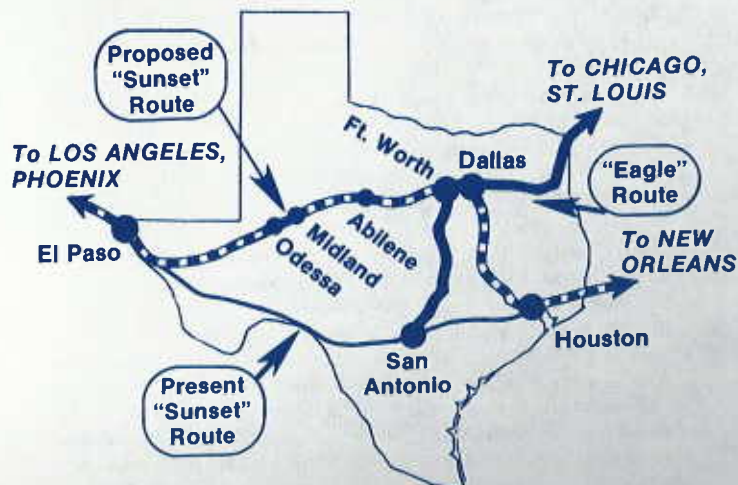 Proposed
"Sunset"
Route
To CHICAGO,
ST. LOUIS
Ft. Worth
Dallas
To LOS ANGELES,
PHOENIX
"Eagle"
Route
Abilene
Midland
Odessa
El Paso
To NEW
ORLEANS
Houston
San
Antonio
Present
"Sunset"
Route